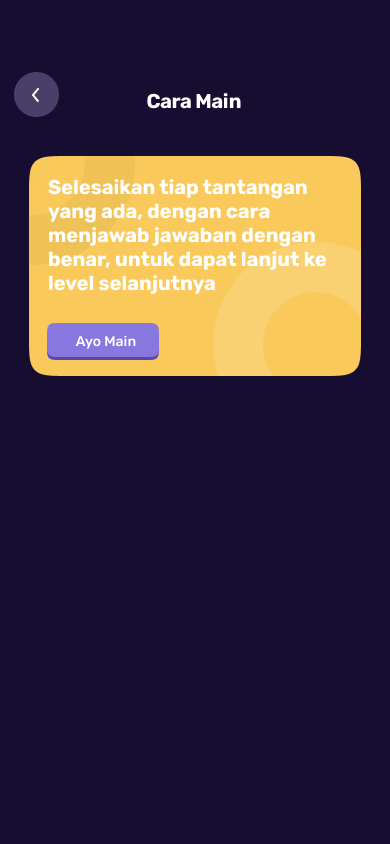 Cara Main
Selesaikan tiap tantangan
yang ada, dengan cara
menjawab jawaban dengan
benar, untuk dapat lanjut ke
level selanjutnya
Ayo Main